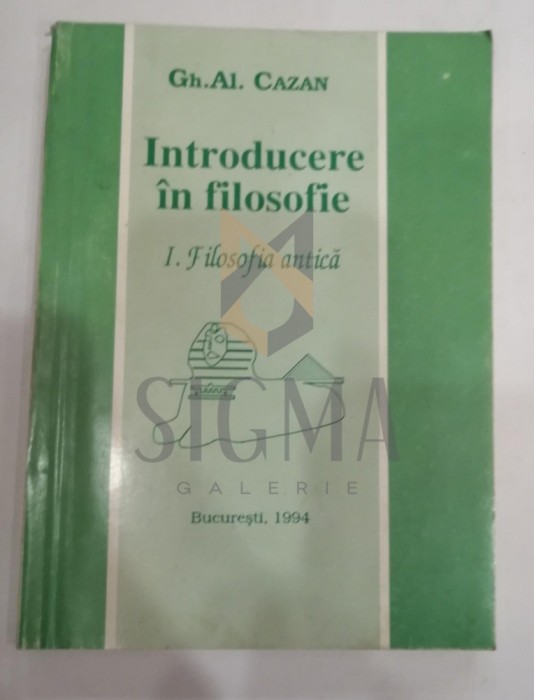 Gh.Al. CAZAN
Introducere
în filosofie
I. Filosofia antică
SIGMA
GALERIE
București, 1994